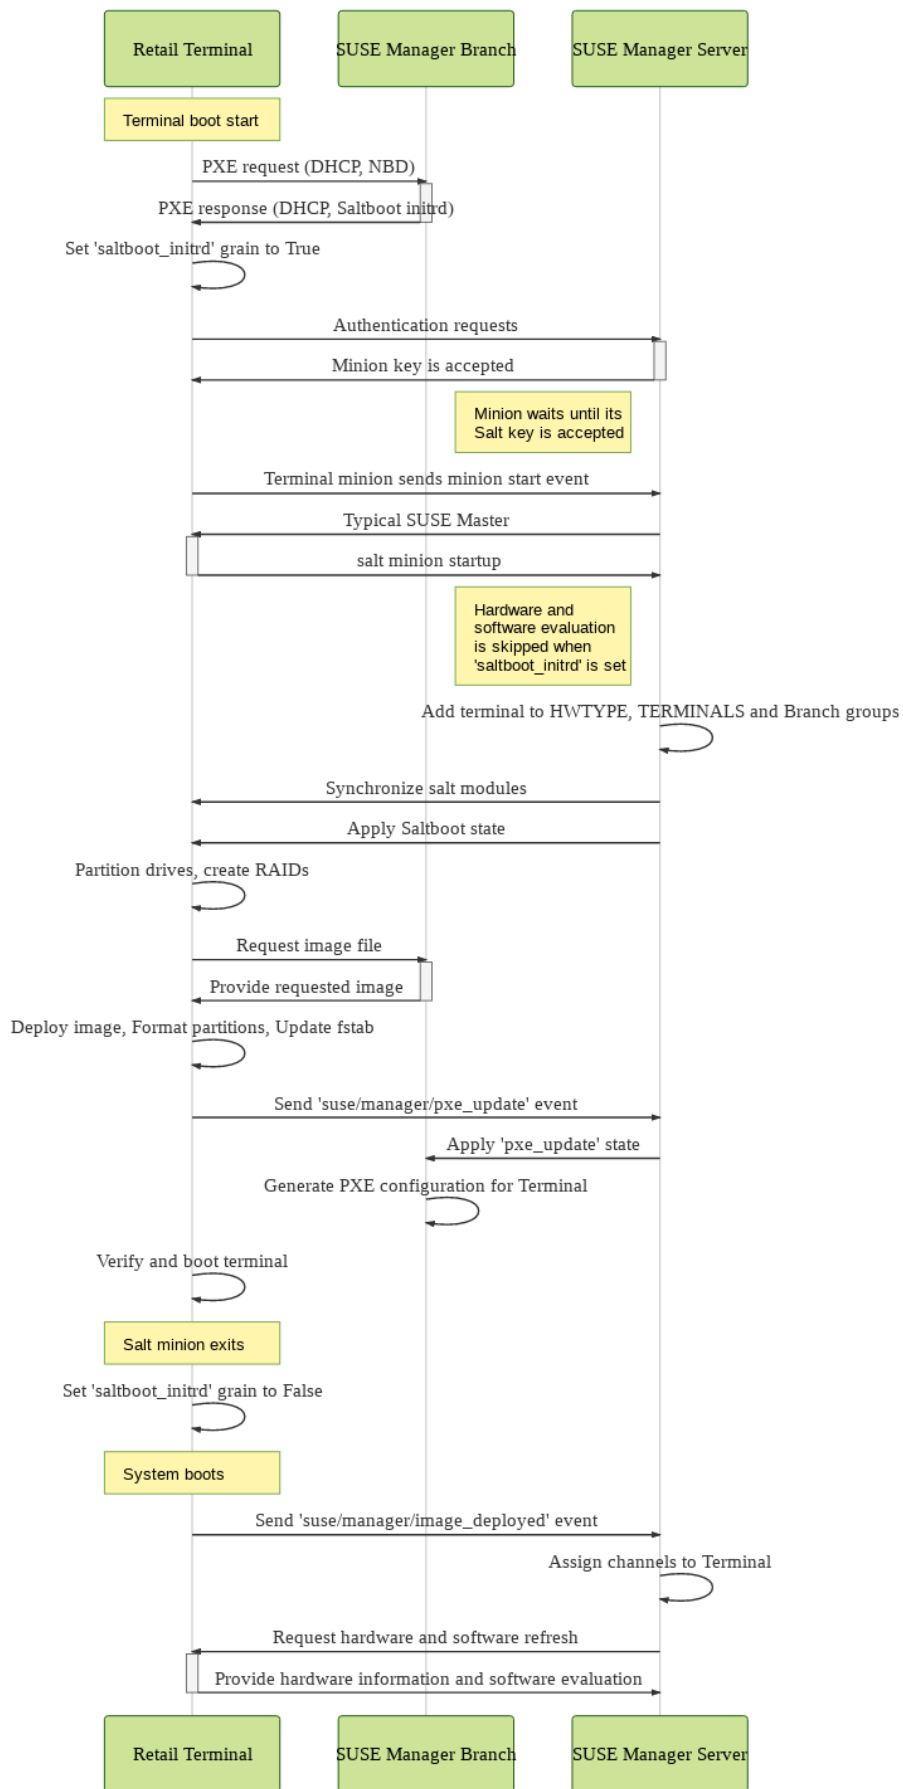 Retail Terminal
SUSE Manager Branch
SUSE Manager Server
Terminal boot start
PXE request (DHCP, NBD)
PXE response (DHCP, Saltboot initrd)
Set 'saltboot_initrd' grain to True
Authentication requests
Minion key is accepted
Minion waits until its
Salt key is accepted
Terminal minion sends minion start event
Typical SUSE Master
salt minion startup
Hardware and
software evaluation
is skipped when
'saltboot_initrd' is set
Add terminal to HWTYPE, TERMINALS and Branch groups
Synchronize salt modules
Apply Saltboot state
Partition drives, create RAIDs
Request image file
Provide requested image
Deploy image, Format partitions, Update fstab
Send 'suse/manager/pxe_update' event
Apply 'pxe_update' state
Generate PXE configuration for Terminal
Verify and boot terminal
Salt minion exits
Set 'saltboot_initrd' grain to False
System boots
Send 'suse/manager/image_deployed' event
Assign channels to Terminal
Request hardware and software refresh
Provide hardware information and software evaluation
Retail Terminal
SUSE Manager Branch
SUSE Manager Server